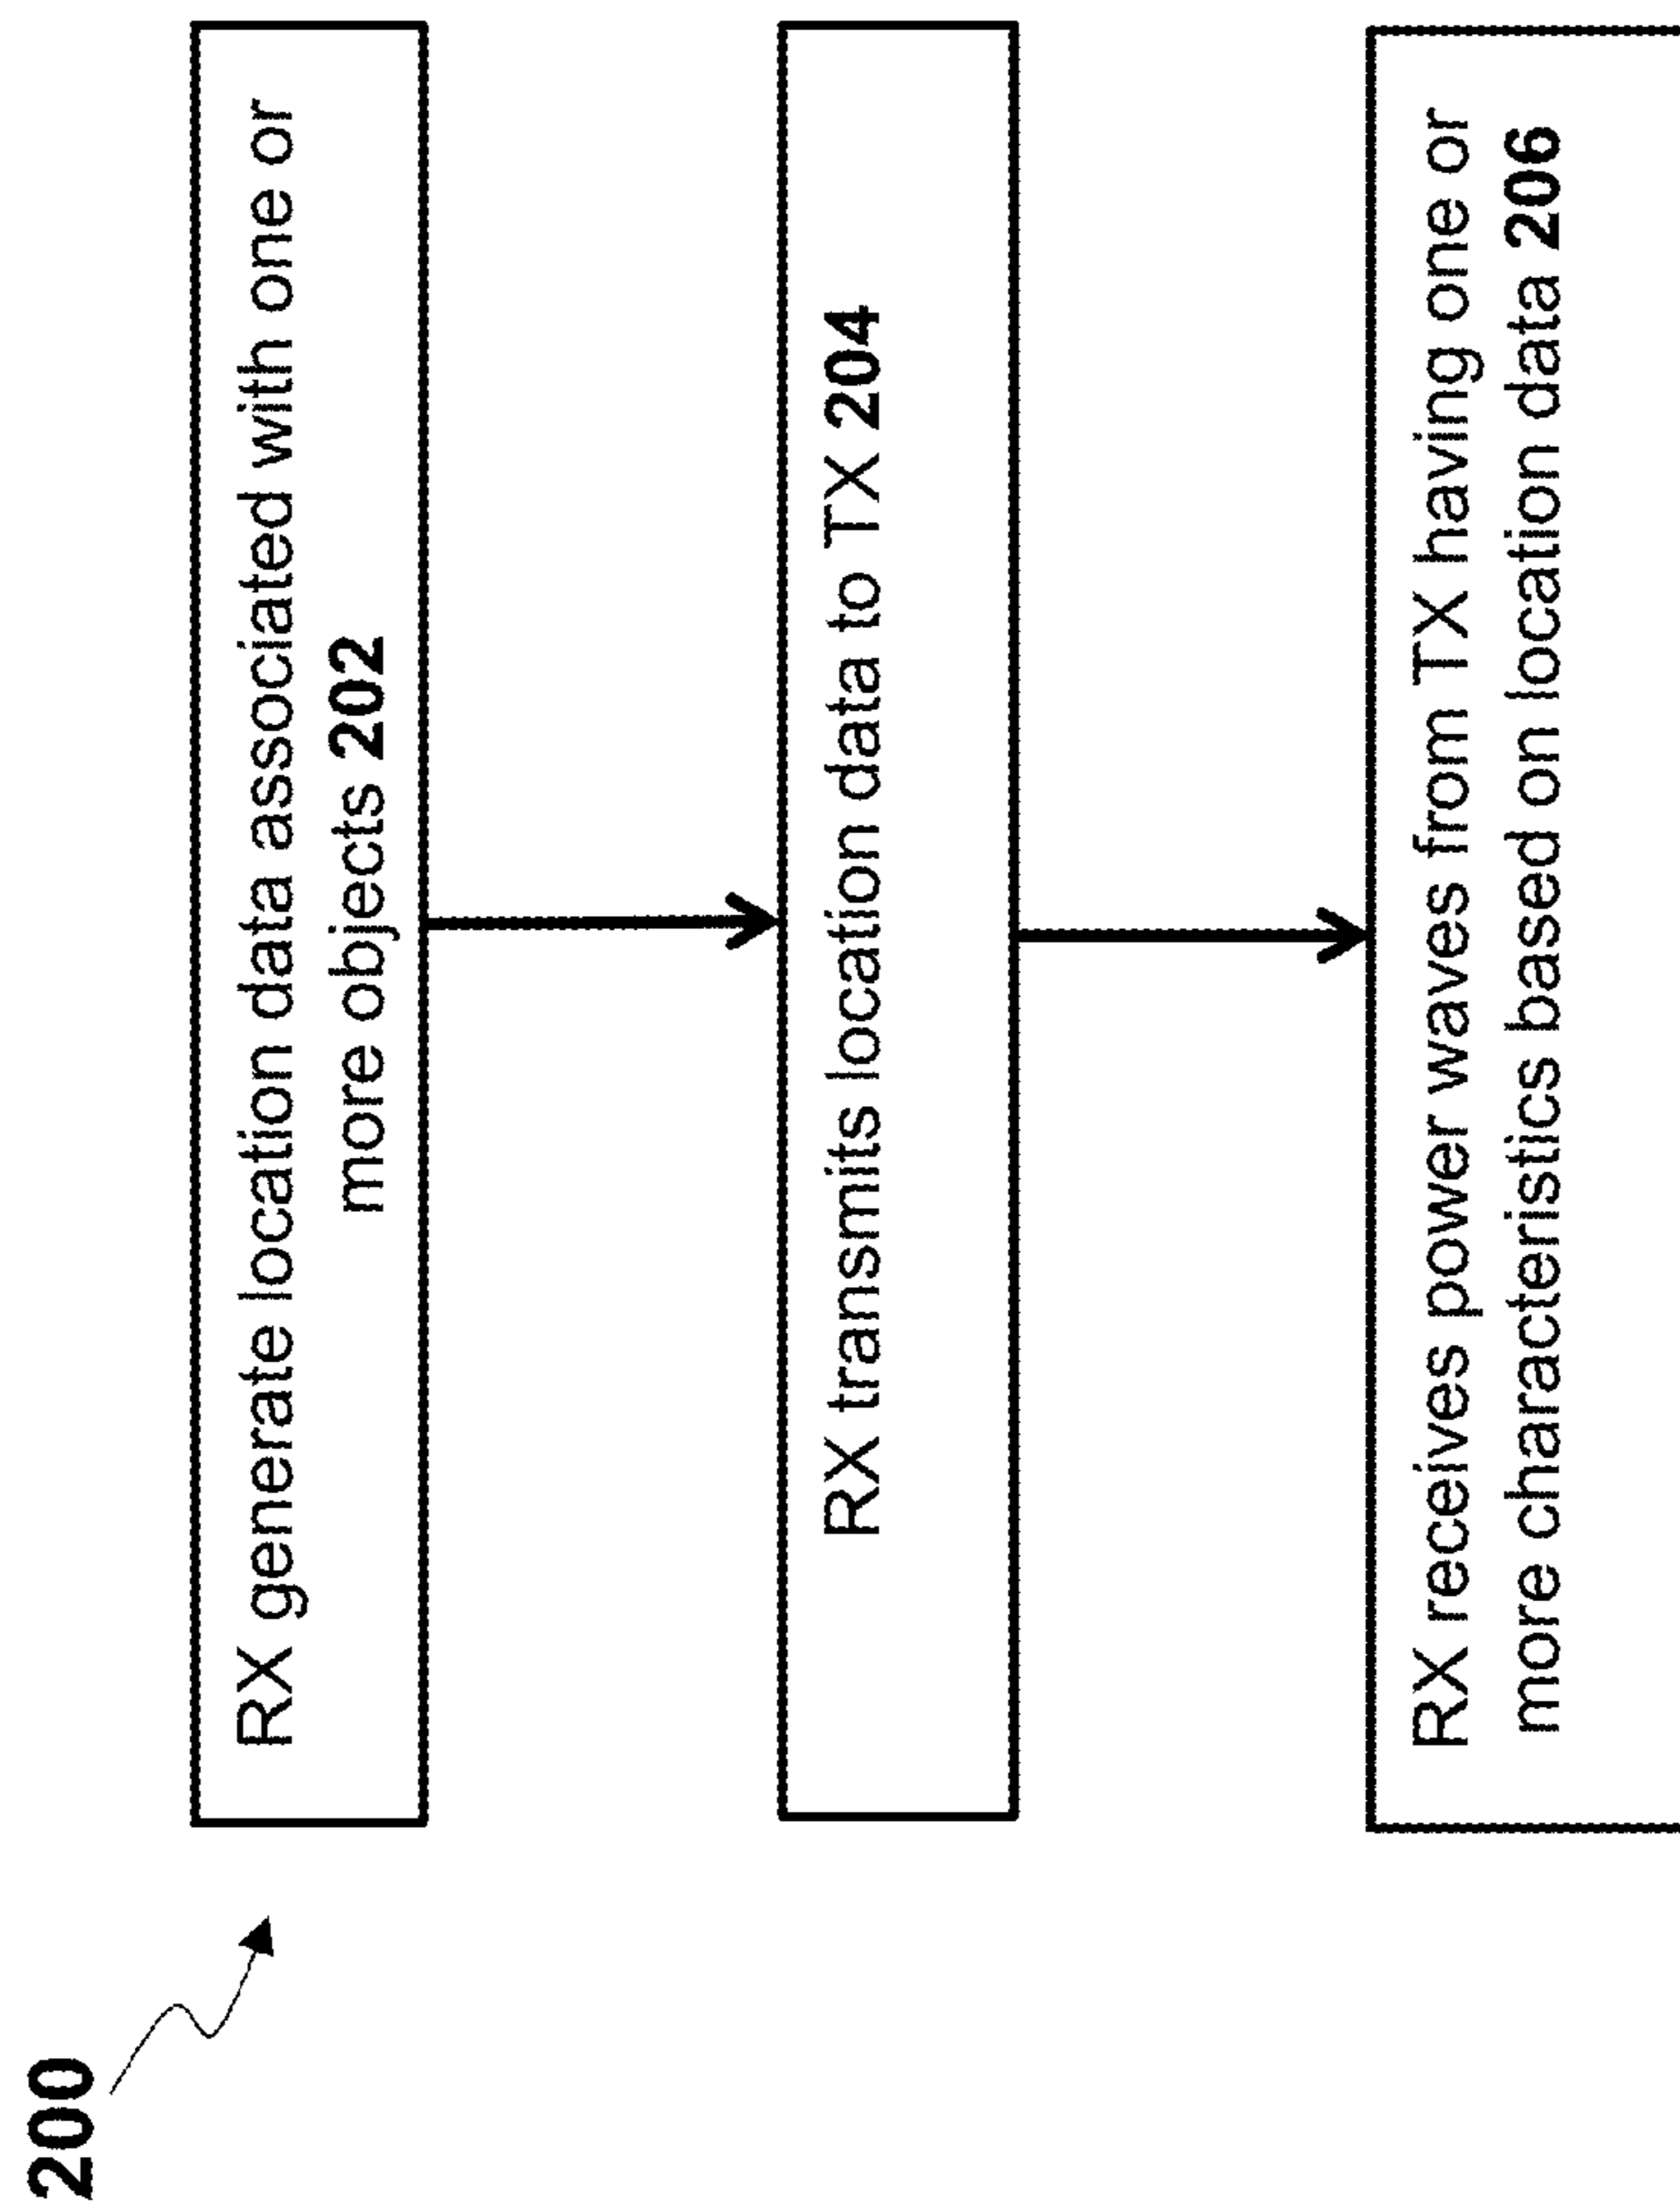 200
RX generate location data associated with one or
more objects 202
RX transmits location data to TX 204
RX receives power waves from TX having one or
more characteristics based on location data 206